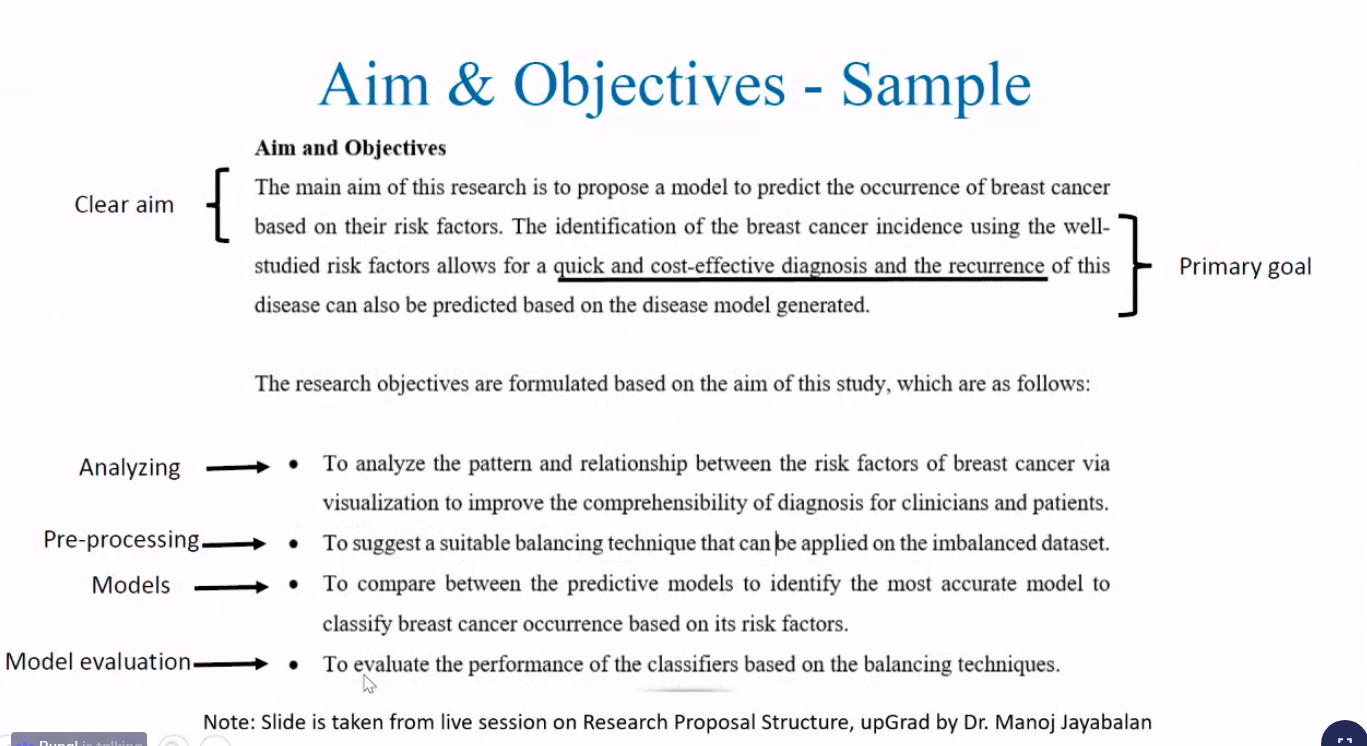 Aim & Objectives - Sample
Aim and Objectives
Clear aim
The main aim of this research is to propose a model to predict the occurrence of breast cancer
based on their risk factors. The identification of the breast cancer incidence using the well-
studied risk factors allows for a quick and cost-effective diagnosis and the recurrence of this
disease can also be predicted based on the disease model generated.
Primary goal
The research objectives are formulated based on the aim of this study, which are as follows:
Analyzing
• To analyze the pattern and relationship between the risk factors of breast cancer via
visualization to improve the comprehensibility of diagnosis for clinicians and patients.
Pre-processing
• To suggest a suitable balancing technique that can be applied on the imbalanced dataset.
Models
• To compare between the predictive models to identify the most accurate model to
classify breast cancer occurrence based on its risk factors.
Model evaluation
• To evaluate the performance of the classifiers based on the balancing techniques.
Note: Slide is taken from live session on Research Proposal Structure, upGrad by Dr. Manoj Jayabalan
is talking